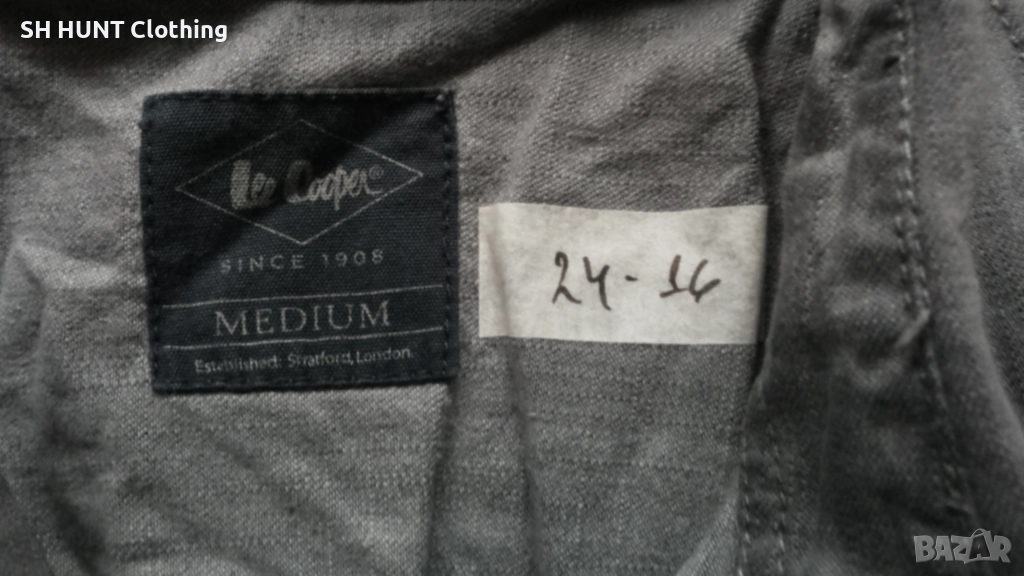 SH HUNT Clothing
Lee Cooper®
SINCE 1908
MEDIUM
Established: Stratford, London.
24-16
BAZAR